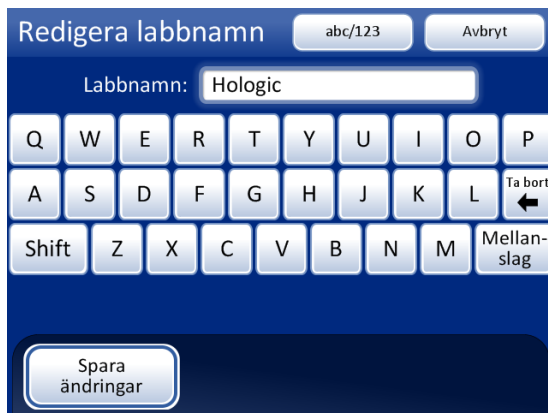 Redigera labbnamn abc/123 Avbryt
Labbnamn: Hologic
Q W E R T Y U I O P
A S D F G H J K L Ta bort
Shift Z X C V B N M Mellan-
slag
Spara
ändringar